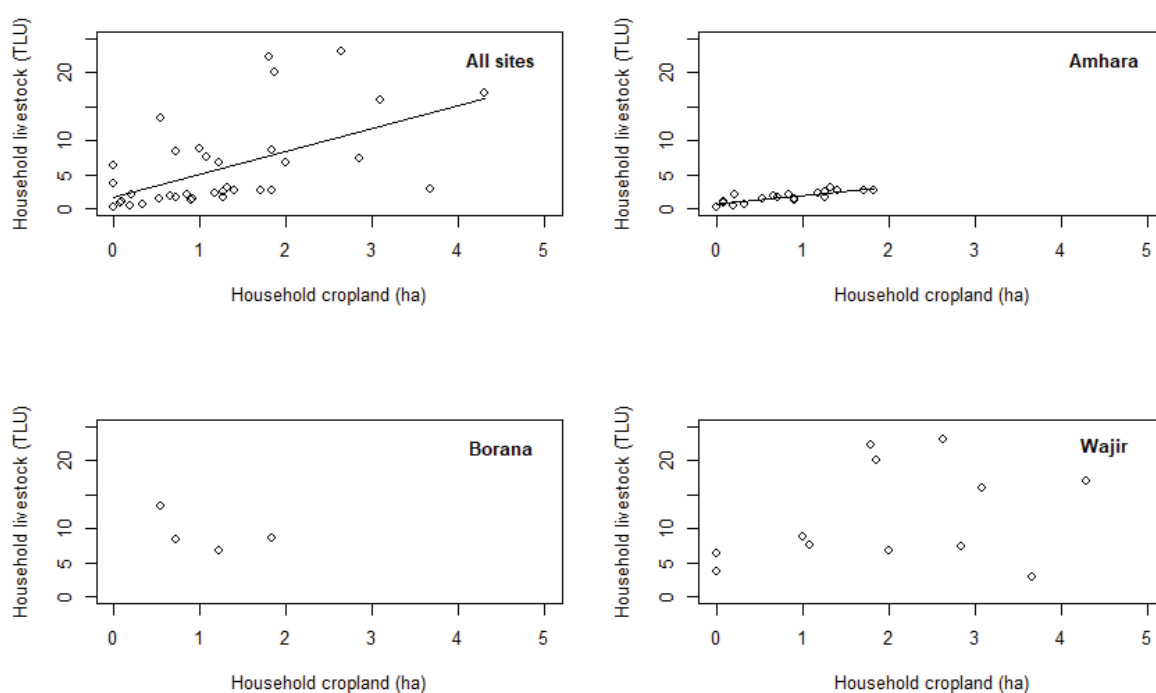 Household livestock (TLU)
20
10
5
0
All sites
0 1 2 3 4 5
Household cropland (ha)
Household livestock (TLU)
20
10
5
0
Amhara
0 1 2 3 4 5
Household cropland (ha)
Household livestock (TLU)
20
10
5
0
Borana
0 1 2 3 4 5
Household cropland (ha)
Household livestock (TLU)
20
10
5
0
Wajir
0 1 2 3 4 5
Household cropland (ha)